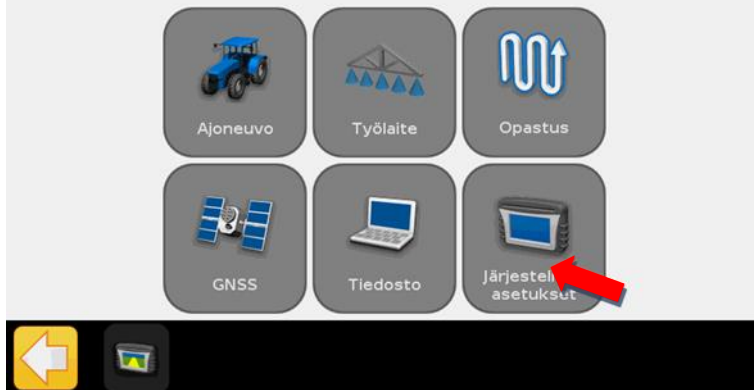 Ajoneuvo
Työlaite
Opastus
GNSS
Tiedosto
asetukset